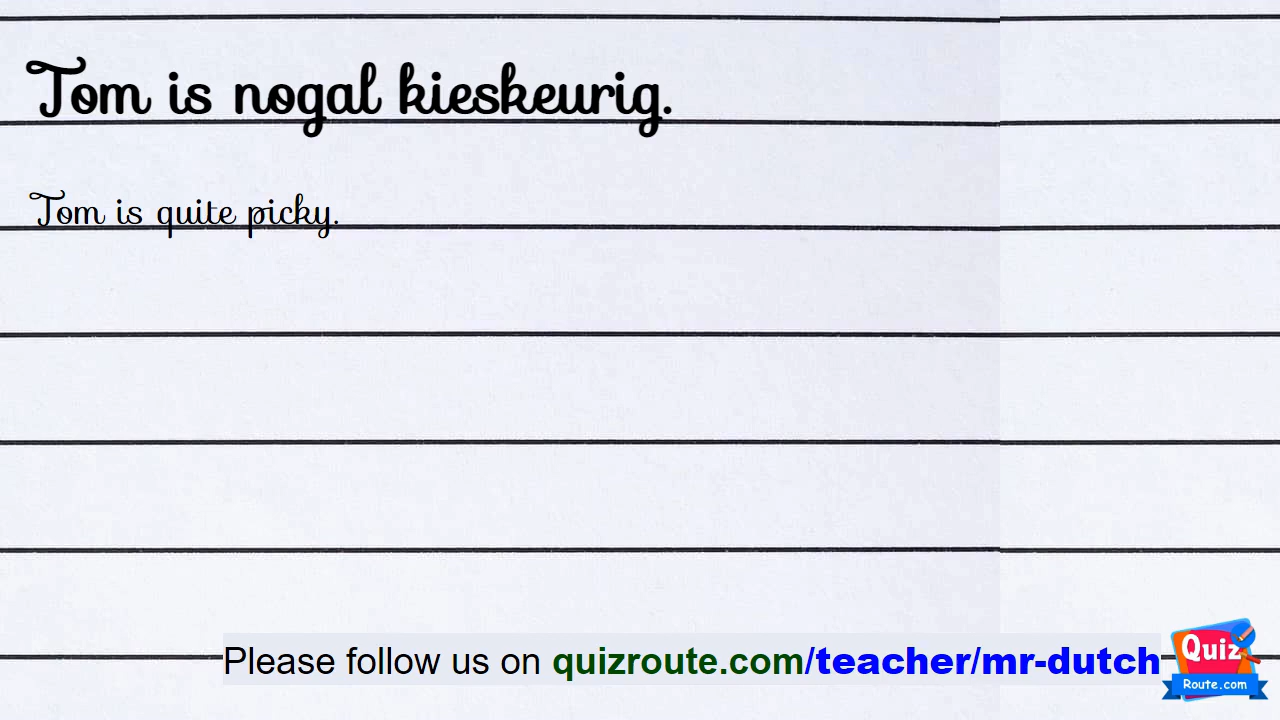 Tom is nogal kieskeurig.
Tom is quite picky.
Please follow us on quizroute.com/teacher/mr-dutch
Quiz
Route.com